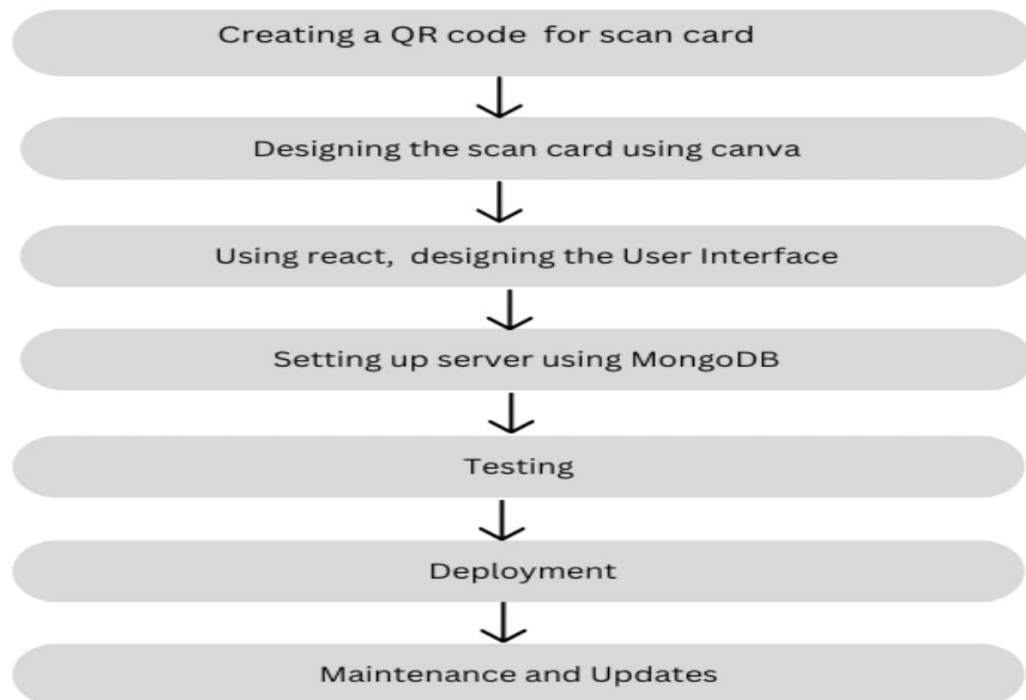 Creating a QR code for scan card
Designing the scan card using canva
Using react, designing the User Interface
Setting up server using MongoDB
Testing
Deployment
Maintenance and Updates